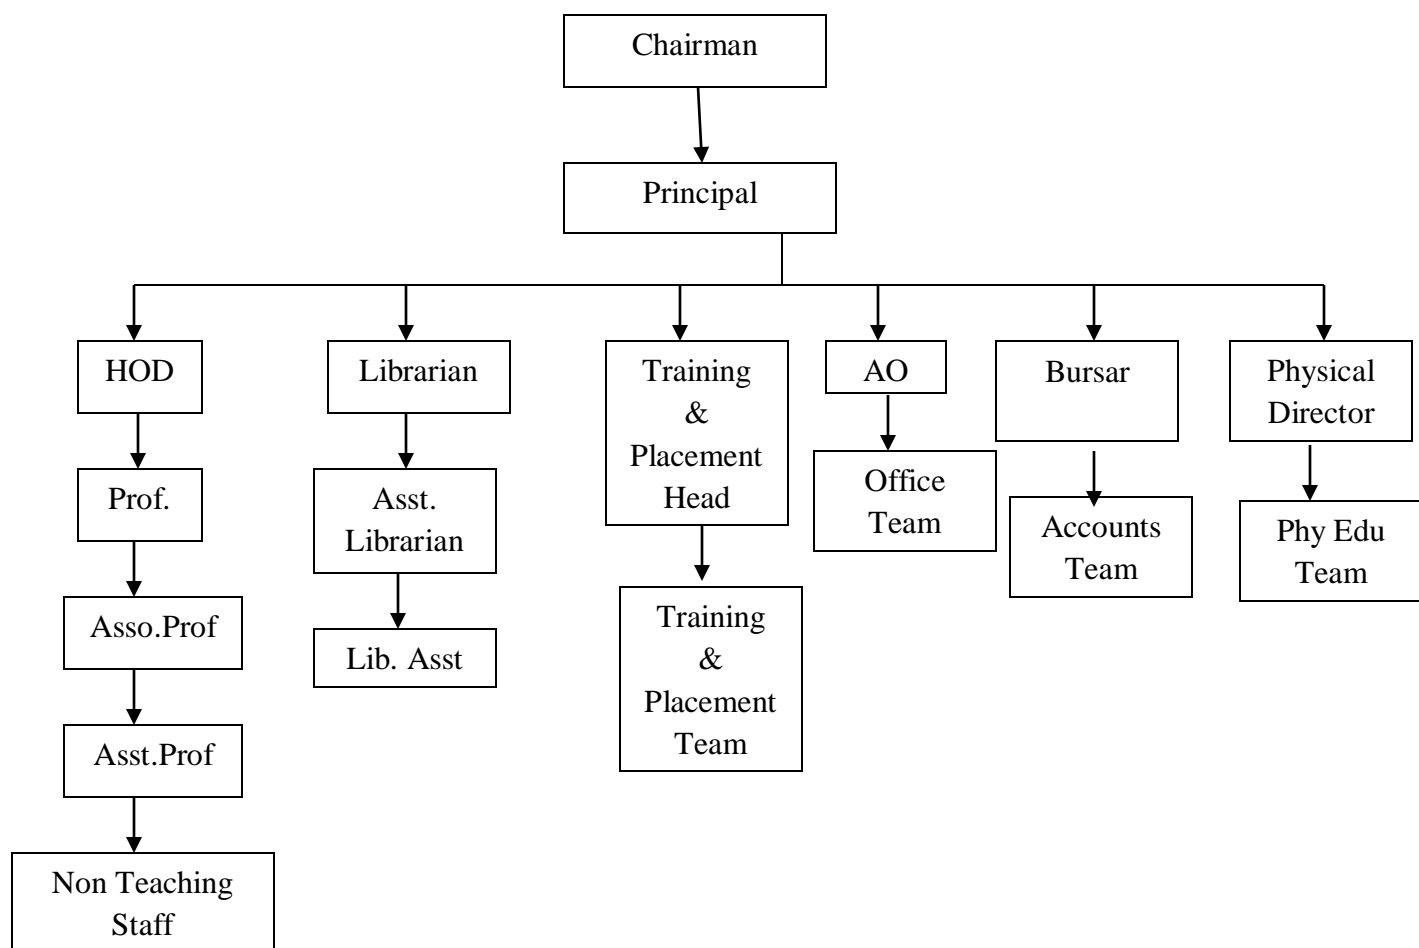 Chairman
Principal
HOD
Librarian
Training
&
Placement
Head
AO
Bursar
Physical
Director
Prof.
Asst.
Librarian
Office
Team
Accounts
Team
Phy Edu
Team
Asso.Prof
Lib. Asst
Training
&
Placement
Team
Asst.Prof
Non Teaching
Staff